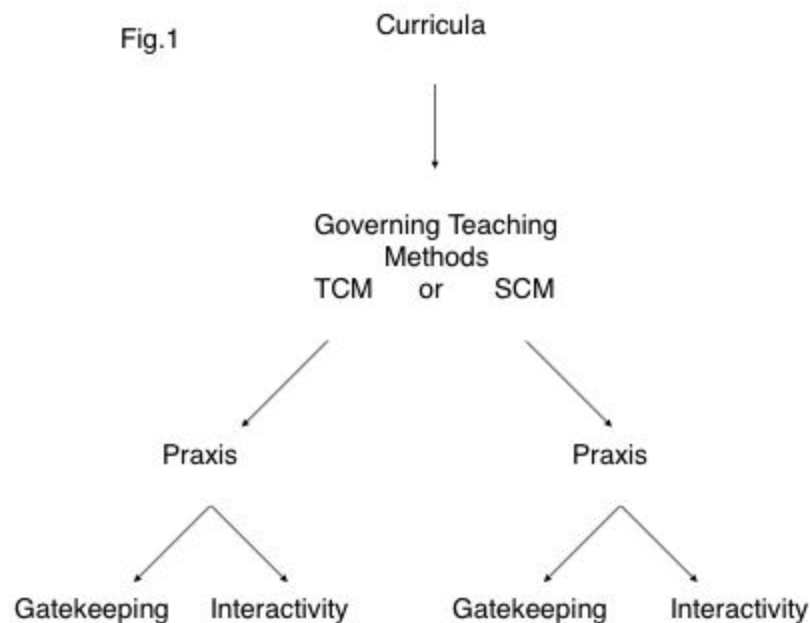 Fig.1
Curricula
Governing Teaching
Methods
TCM or SCM
Praxis Praxis
Gatekeeping Interactivity Gatekeeping Interactivity